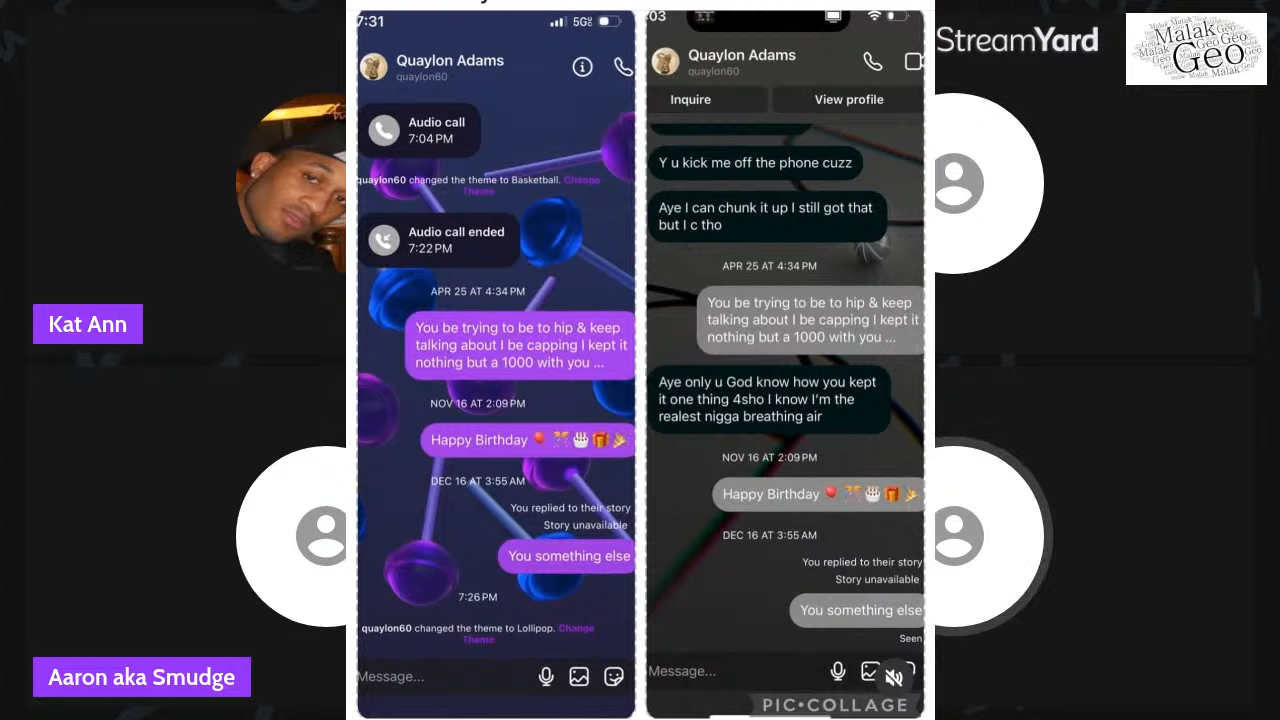 7:31
5G
Quaylon Adams
quaylon60
Audio call
7:04 PM
quaylon60 changed the theme to Basketball. Change
Theme
Audio call ended
7:22 PM
APR 25 AT 4:34 PM
You be trying to be to hip & keep
talking about I be capping I kept it
nothing but a 1000 with you ...
NOV 16 AT 2:09 PM
Happy Birthday 🎈 🎊🎂🎁🎉
DEC 16 AT 3:55 AM
You replied to their story
Story unavailable
You something else
7:26 PM
quaylon60 changed the theme to Lollipop. Change
Theme
Message...
:03
Quaylon Adams
quaylon60
Inquire
View profile
Y u kick me off the phone cuzz
Aye I can chunk it up I still got that
but I c tho
APR 25 AT 4:34 PM
You be trying to be to hip & keep
talking about I be capping I kept it
nothing but a 1000 with you ...
Aye only u God know how you kept
it one thing 4sho I know I'm the
realest nigga breathing air
NOV 16 AT 2:09 PM
Happy Birthday 🎈 🎊🎂🎁🎉
DEC 16 AT 3:55 AM
You replied to their story
Story unavailable
You something else
Seen
Message...
PIC•COLLAGE
StreamYard
Malak
Geo
Kat Ann
Aaron aka Smudge